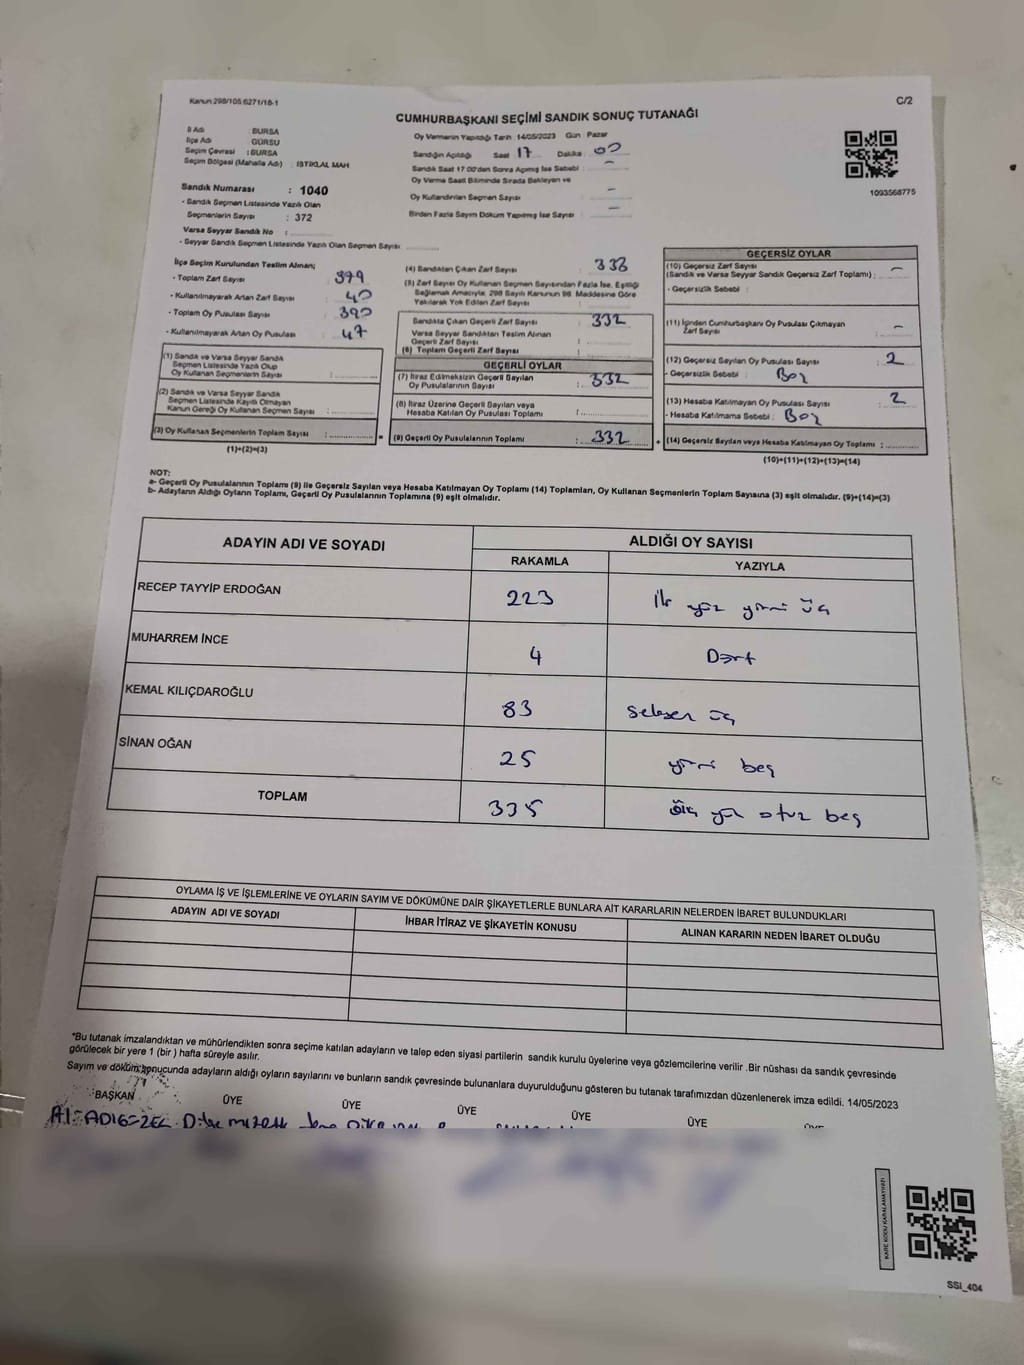 Kanun 298/105 6271/18-1
C/2
CUMHURBAŞKANI SEÇİMİ SANDIK SONUÇ TUTANAĞI
İl Adı : BURSA
İlçe Adı : GÜRSU
Seçim Çevresi : BURSA
Seçim Bölgesi (Mahalle Adı) : İSTİKLAL MAH.
Sandık Numarası : 1040
- Sandık Seçmen Listesinde Yazılı Olan
Seçmenlerin Sayısı : 372
Varsa Seyyar Sandık No :
- Seyyar Sandık Seçmen Listesinde Yazılı Olan Seçmen Sayısı :
Oy Vermenin Yapıldığı Tarih 14/05/2023 Gün : Pazar
Sandığın Açıldığı Saat 17 Dakika : 00
Sandık Saat 17:00'den Sonra Açılmış İse Sebebi : -
Oy Verme Saati Bitiminde Sırada Bekleyen ve
Oy Kullandırılan Seçmen Sayısı -
Birden Fazla Sayım Döküm Yapılmış İse Sayısı -
1093568775
İlçe Seçim Kurulundan Teslim Alınan;
- Toplam Zarf Sayısı : 379
- Kullanılmayarak Artan Zarf Sayısı : 40
- Toplam Oy Pusulası Sayısı : 390
- Kullanılmayarak Artan Oy Pusulası : 47
(1) Sandık ve Varsa Seyyar Sandık
Seçmen Listesinde Yazılı Olup
Oy Kullanan Seçmenlerin Sayısı :
(2) Sandık ve Varsa Seyyar Sandık
Seçmen Listesinde Kayıtlı Olmayan
Kanun Gereği Oy Kullanan Seçmen Sayısı :
(3) Oy Kullanan Seçmenlerin Toplam Sayısı :
(1)+(2)=(3)
(4) Sandıktan Çıkan Zarf Sayısı : 333
(5) Zarf Sayısı Oy Kullanan Seçmen Sayısından Fazla İse, Eşitliği
Sağlamak Amacıyla, 298 Sayılı Kanunun 98. Maddesine Göre
Yakılarak Yok Edilen Zarf Sayısı :
Sandıkta Çıkan Geçerli Zarf Sayısı : 332
Varsa Seyyar Sandıktan Teslim Alınan
Geçerli Zarf Sayısı :
(6) Toplam Geçerli Zarf Sayısı :
GEÇERLİ OYLAR
(7) İtiraz Edilmeksizin Geçerli Sayılan
Oy Pusulalarının Sayısı : 332
(8) İtiraz Üzerine Geçerli Sayılan veya
Hesaba Katılan Oy Pusulası Toplamı :
(9) Geçerli Oy Pusulalarının Toplamı : 332
GEÇERSİZ OYLAR
(10) Geçersiz Zarf Sayısı
(Sandık ve Varsa Seyyar Sandık Geçersiz Zarf Toplamı) : -
- Geçersizlik Sebebi :
(11) İçinden Cumhurbaşkanı Oy Pusulası Çıkmayan
Zarf Sayısı : -
(12) Geçersiz Sayılan Oy Pusulası Sayısı : 2
- Geçersizlik Sebebi : Boz
(13) Hesaba Katılmayan Oy Pusulası Sayısı : 2
- Hesaba Katılmama Sebebi : Boz
(14) Geçersiz Sayılan veya Hesaba Katılmayan Oy Toplamı :
(10)+(11)+(12)+(13)=(14)
NOT:
a- Geçerli Oy Pusulalarının Toplamı (9) ile Geçersiz Sayılan veya Hesaba Katılmayan Oy Toplamı (14) Toplamları, Oy Kullanan Seçmenlerin Toplam Sayısına (3) eşit olmalıdır. (9)+(14)=(3)
b- Adayların Aldığı Oyların Toplamı, Geçerli Oy Pusulalarının Toplamına (9) eşit olmalıdır.
ADAYIN ADI VE SOYADI
ALDIĞI OY SAYISI
RAKAMLA YAZIYLA
RECEP TAYYİP ERDOĞAN 223 İki yüz yirmi üç
MUHARREM İNCE 4 Dört
KEMAL KILIÇDAROĞLU 83 seksen üç
SİNAN OĞAN 25 yirmi beş
TOPLAM 335 üç yüz otuz beş
OYLAMA İŞ VE İŞLEMLERİNE VE OYLARIN SAYIM VE DÖKÜMÜNE DAİR ŞİKAYETLERLE BUNLARA AİT KARARLARIN NELERDEN İBARET BULUNDUKLARI
ADAYIN ADI VE SOYADI İHBAR İTİRAZ VE ŞİKAYETİN KONUSU ALINAN KARARIN NEDEN İBARET OLDUĞU
*Bu tutanak imzalandıktan ve mühürlendikten sonra seçime katılan adayların ve talep eden siyasi partilerin sandık kurulu üyelerine veya gözlemcilerine verilir .Bir nüshası da sandık çevresinde
görülecek bir yere 1 (bir ) hafta süreyle asılır.
Sayım ve döküm sonucunda adayların aldığı oyların sayılarını ve bunların sandık çevresinde bulunanlara duyurulduğunu gösteren bu tutanak tarafımızdan düzenlenerek imza edildi. 14/05/2023
BAŞKAN ÜYE ÜYE ÜYE ÜYE ÜYE
KARE KODU KARALAMAYINIZ!
SSİ_404